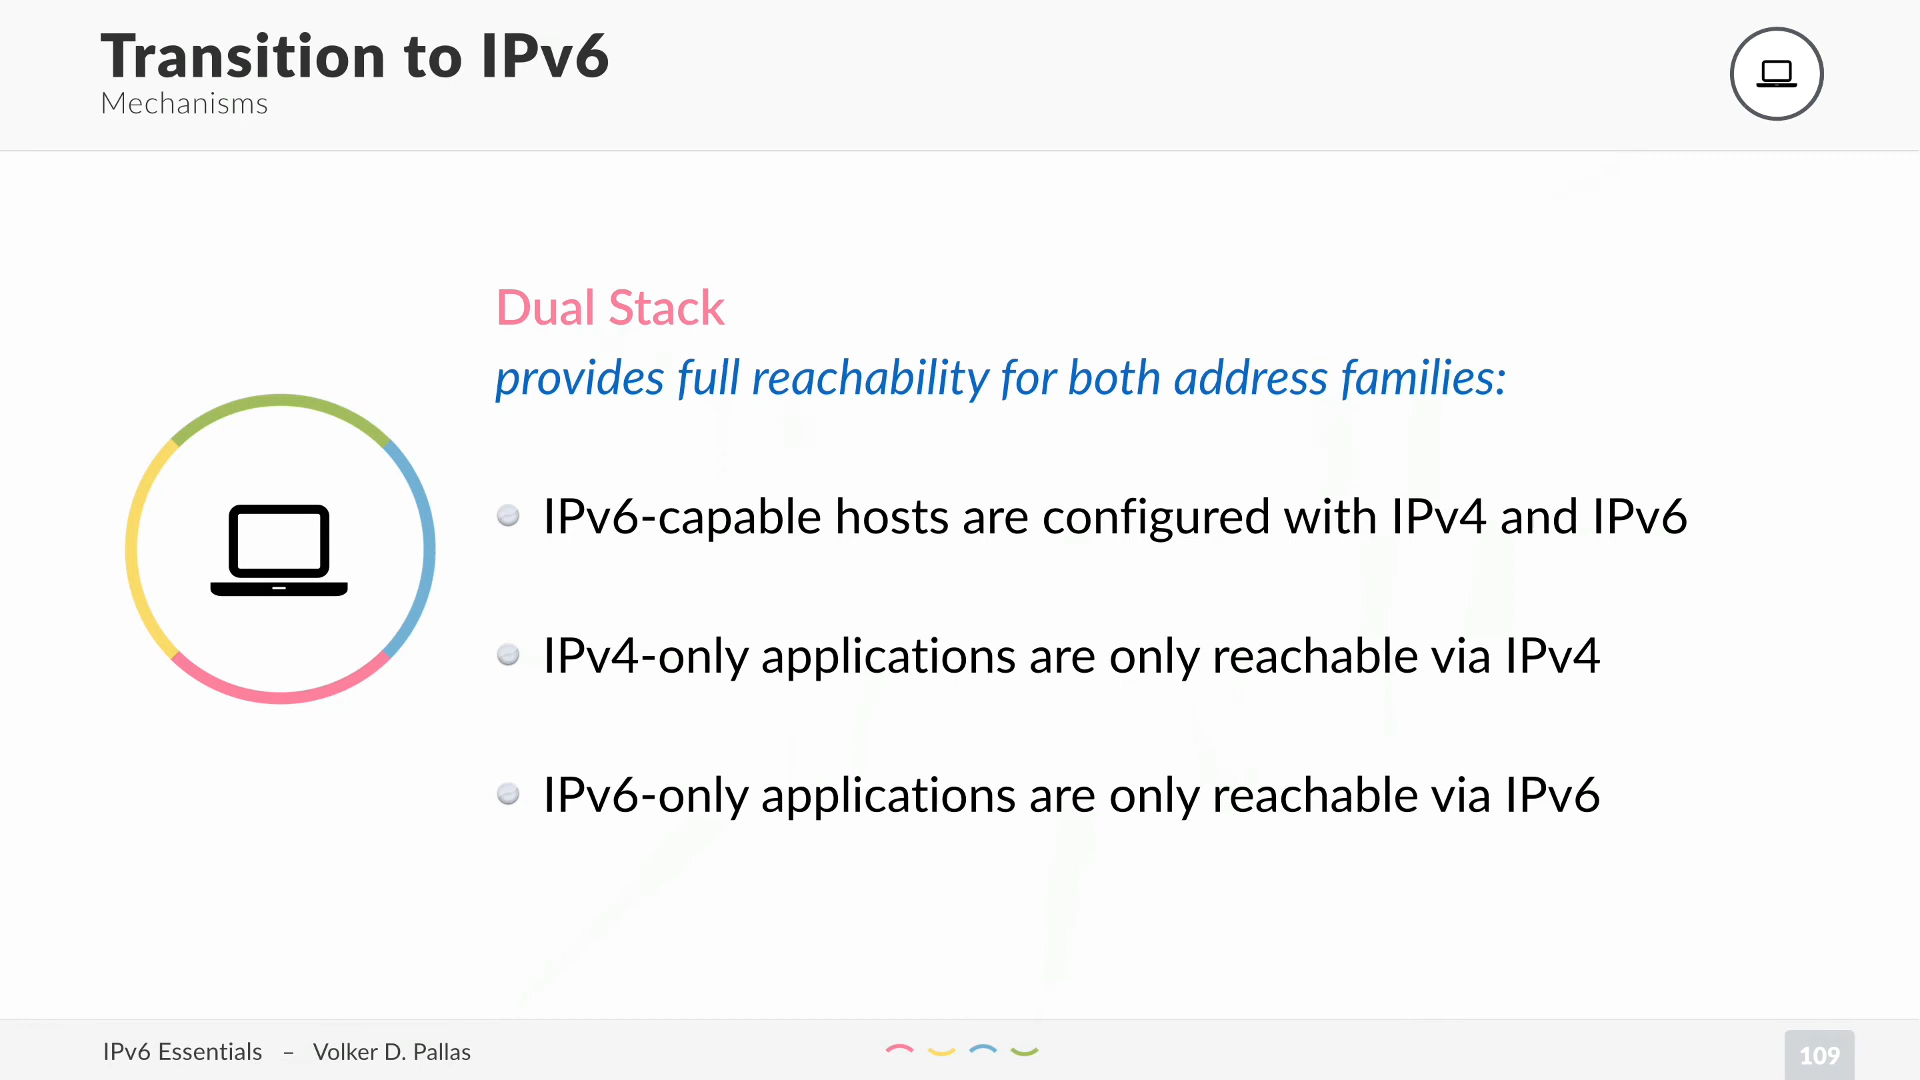 Transition to IPv6
Mechanisms
Dual Stack
provides full reachability for both address families:
IPv6-capable hosts are configured with IPv4 and IPv6
IPv4-only applications are only reachable via IPv4
IPv6-only applications are only reachable via IPv6
IPv6 Essentials – Volker D. Pallas
109